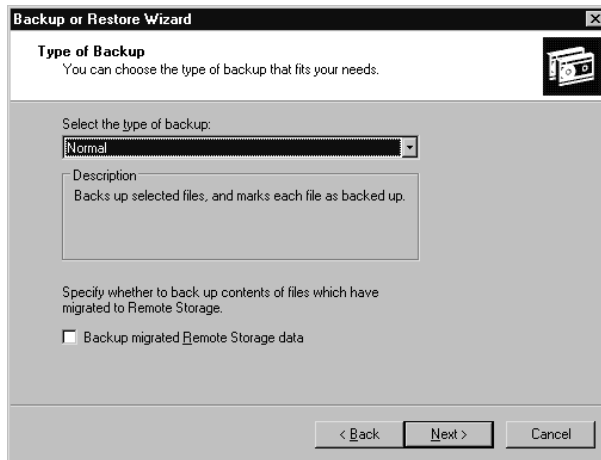 Backup or Restore Wizard
Type of Backup
You can choose the type of backup that fits your needs.
Select the type of backup:
Normal
Description
Backs up selected files, and marks each file as backed up.
Specify whether to back up contents of files which have
migrated to Remote Storage.
Backup migrated Remote Storage data
< Back
Next >
Cancel